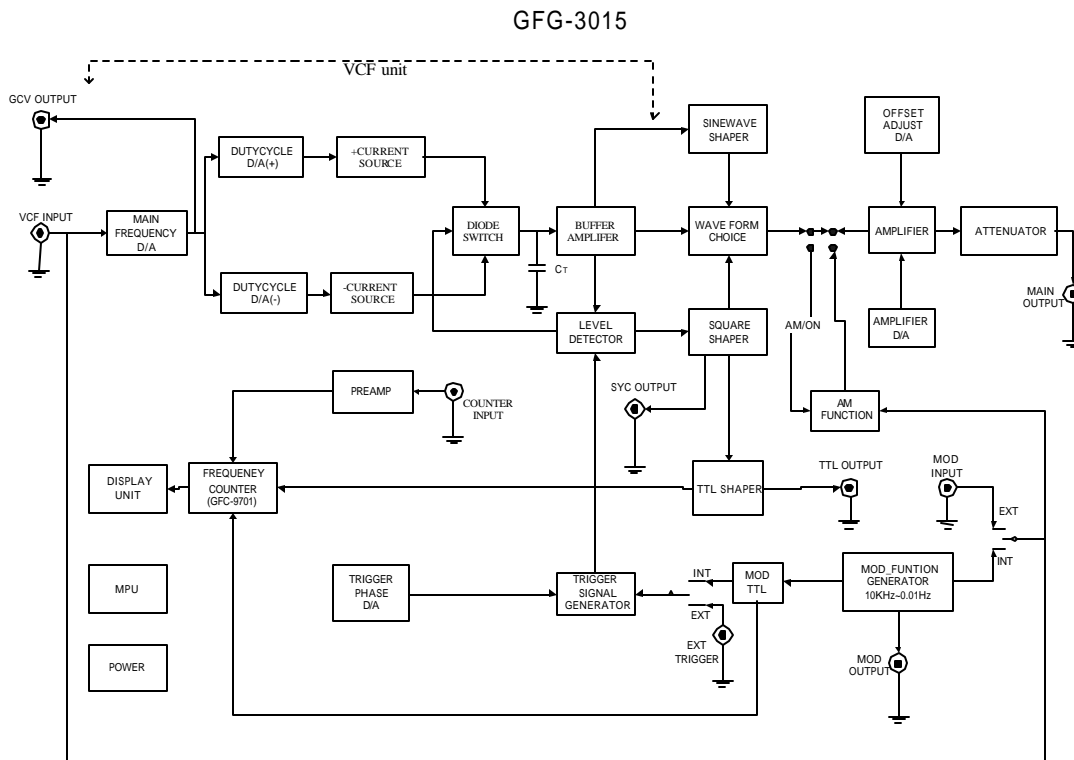 GFG-3015
VCF unit
GCV OUTPUT
SINEWAVE
SHAPER
OFFSET
ADJUST
D/A
DUTYCYCLE
D/A(+)
+CURRENT
SOURCE
VCF INPUT
MAIN
FREQUENCY
D/A
DIODE
SWITCH
BUFFER
AMPLIFER
WAVE FORM
CHOICE
AMPLIFIER
ATTENUATOR
CT
DUTYCYCLE
D/A(-)
-CURRENT
SOURCE
MAIN
OUTPUT
LEVEL
DETECTOR
SQUARE
SHAPER
AM/ON
AMPLIFIER
D/A
PREAMP
COUNTER
INPUT
SYC OUTPUT
AM
FUNCTION
DISPLAY
UNIT
FREQUENEY
COUNTER
(GFC-9701)
TTL SHAPER
TTL OUTPUT
MOD
INPUT
EXT
INT
MPU
TRIGGER
PHASE
D/A
TRIGGER
SIGNAL
GENERATOR
INT
EXT
MOD
TTL
MOD_FUNTION
GENERATOR
10KHz~0.01Hz
POWER
EXT
TRIGGER
MOD
OUTPUT